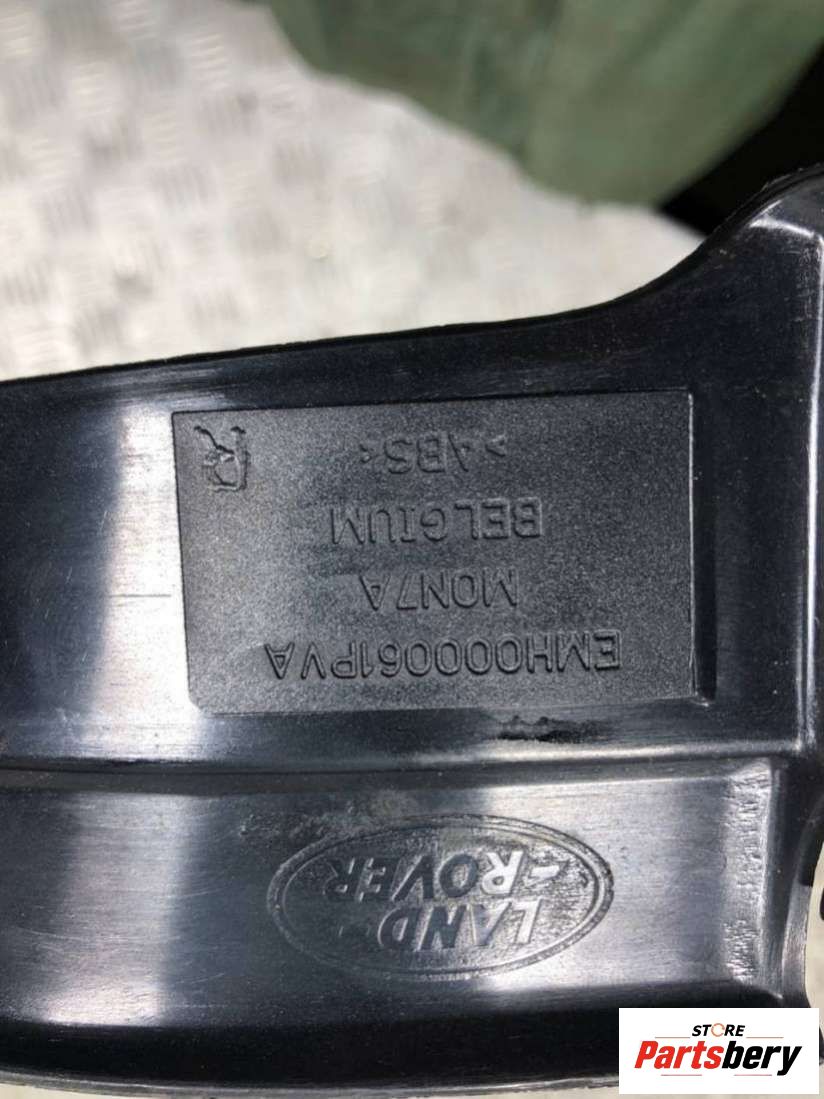 LAND-
-ROVER
EMH000061PVA
MON7A
BELGIUM
>ABS<
R
STORE
Partsbery